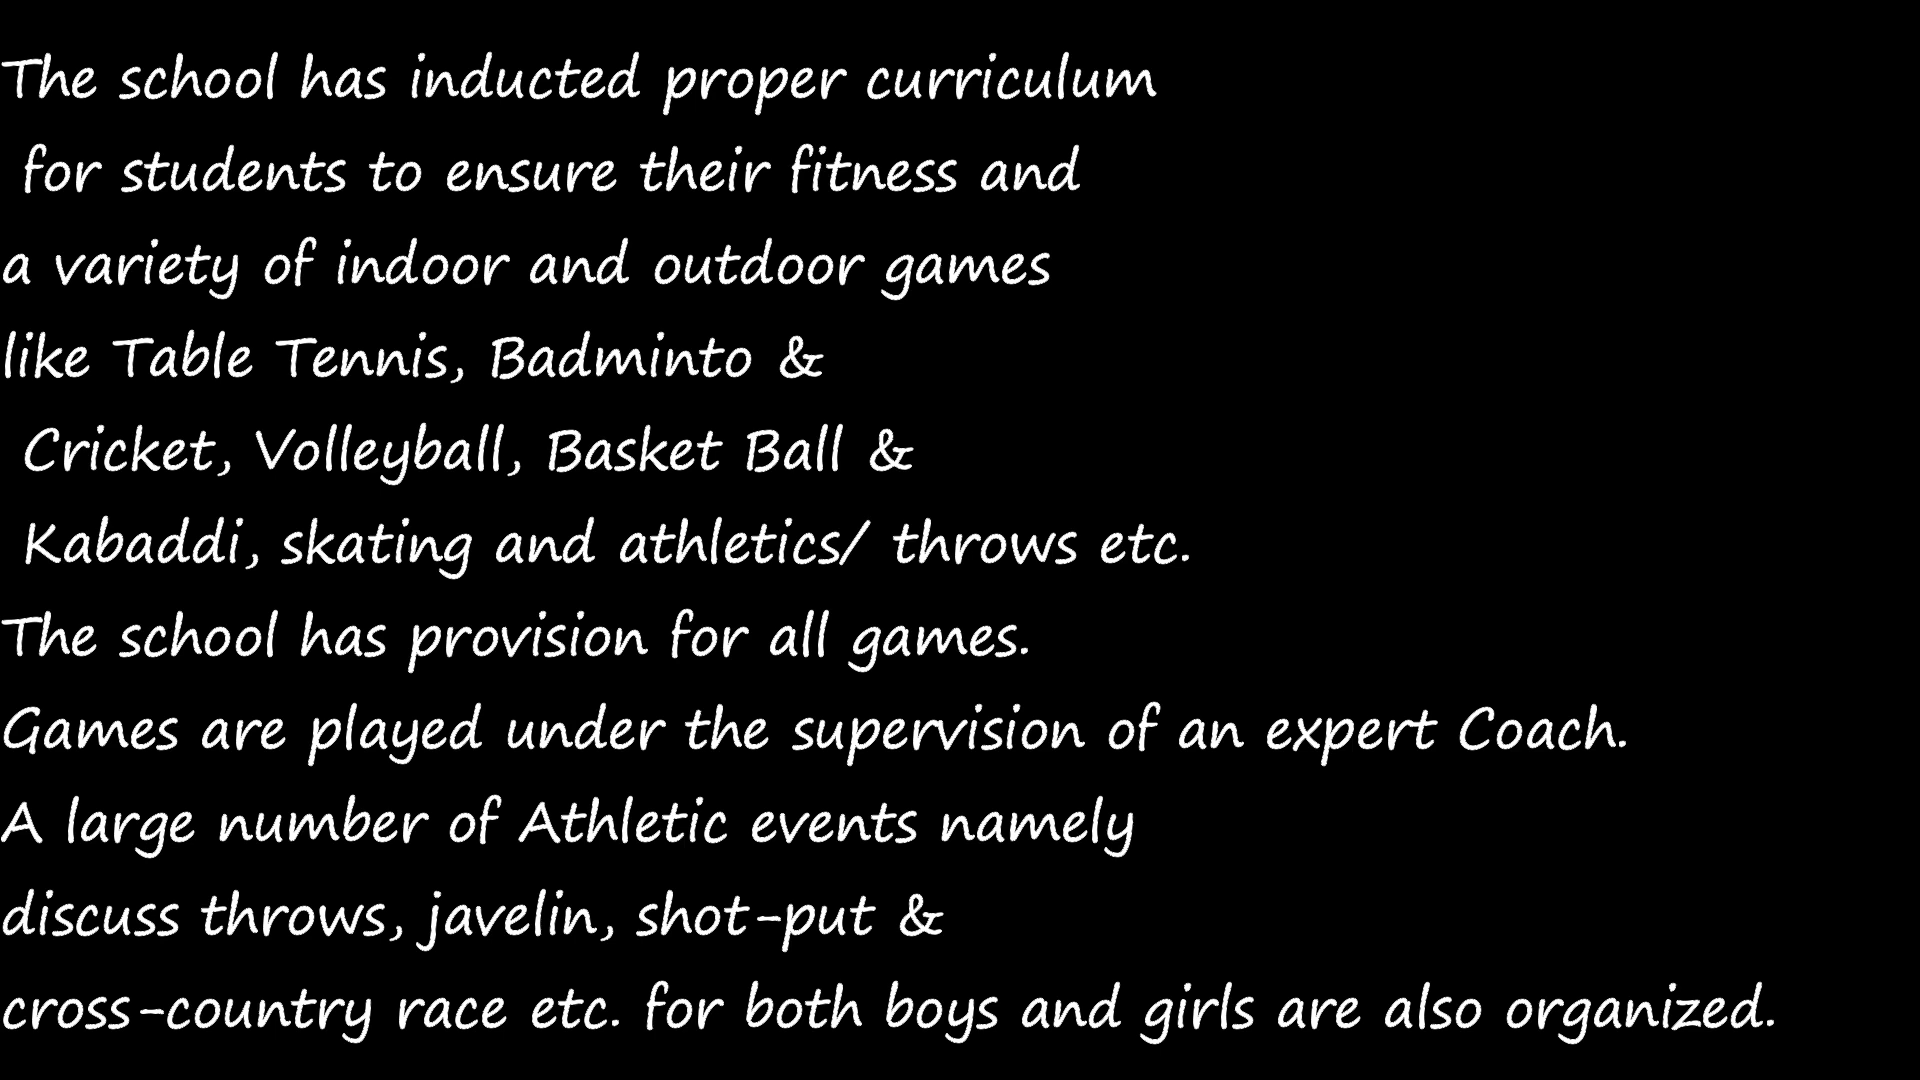 The school has inducted proper curriculum
for students to ensure their fitness and
a variety of indoor and outdoor games
like Table Tennis, Badminto &
Cricket, Volleyball, Basket Ball &
Kabaddi, skating and athletics/ throws etc.
The school has provision for all games.
Games are played under the supervision of an expert Coach.
A large number of Athletic events namely
discuss throws, javelin, shot-put &
cross-country race etc. for both boys and girls are also organized.